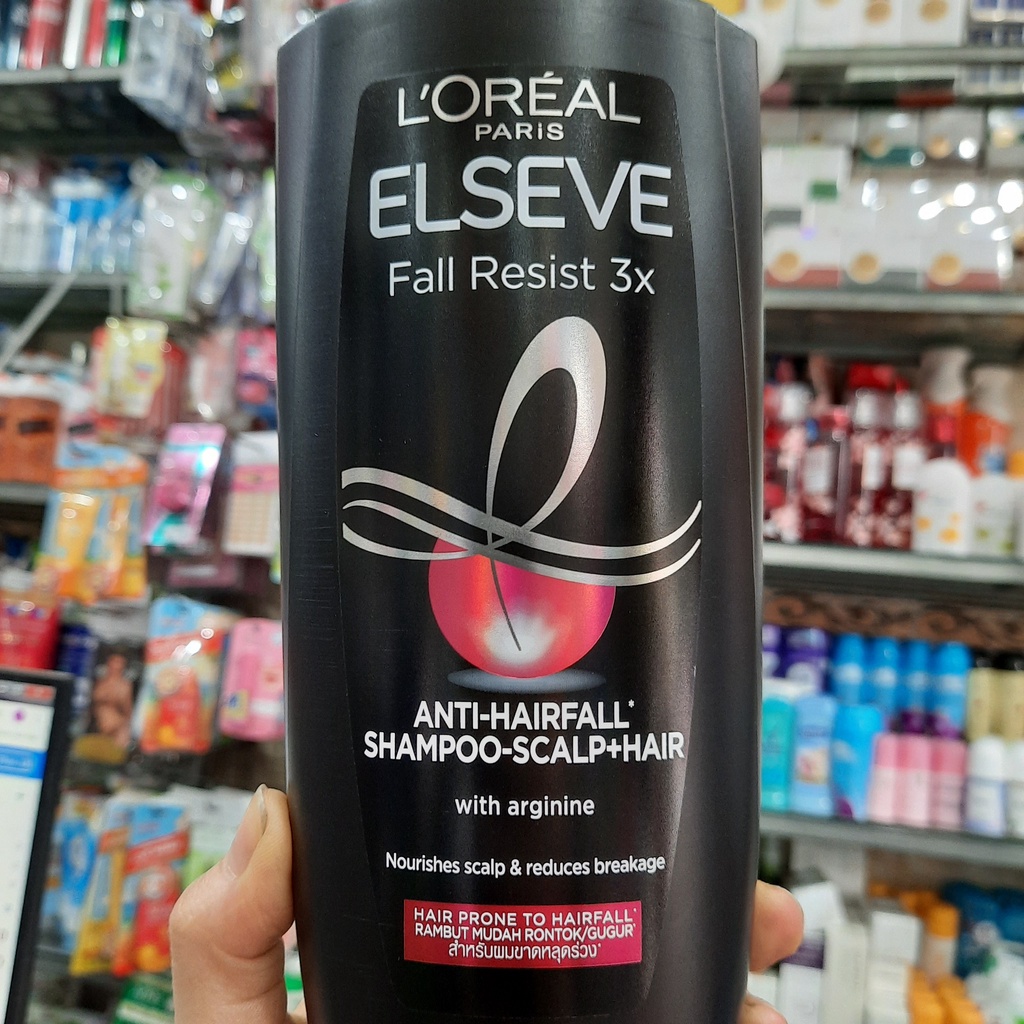 L'ORÉAL
PARIS
ELSEVE
Fall Resist 3x
ANTI-HAIRFALL*
SHAMPOO-SCALP+HAIR
with arginine
Nourishes scalp & reduces breakage
HAIR PRONE TO HAIRFALL*
RAMBUT MUDAH RONTOK/GUGUR*
สำหรับผมขาดหลุดร่วง*